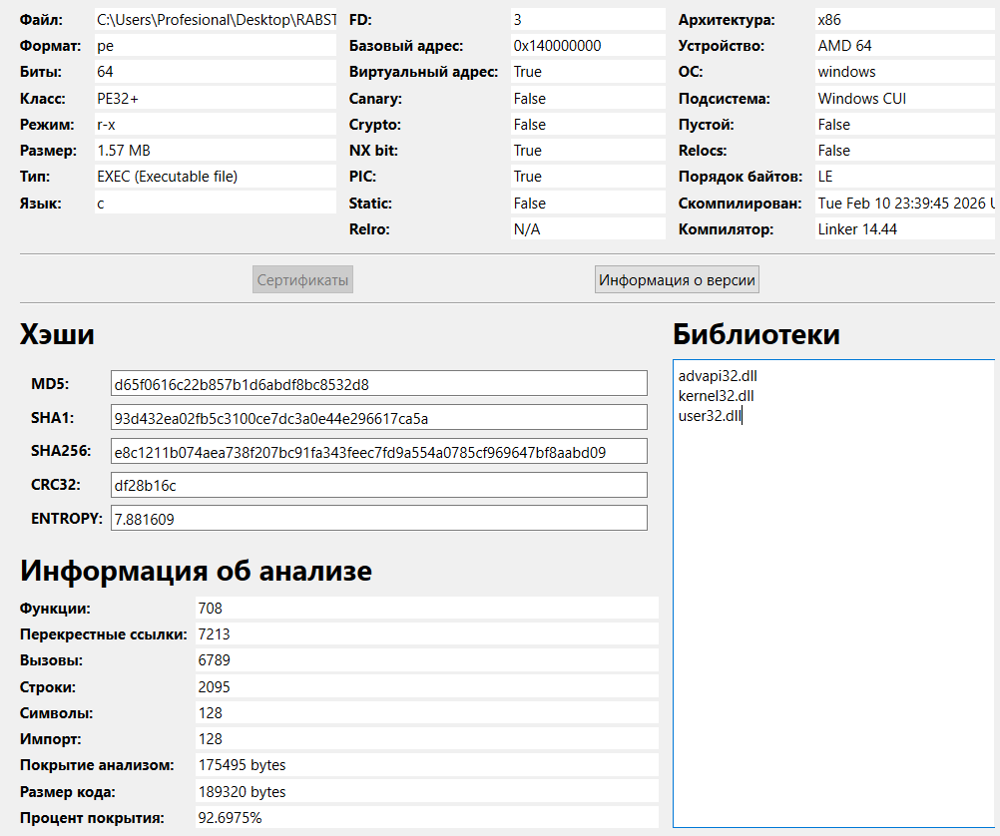 Файл: C:\Users\Profesional\Desktop\RABST FD: 3 Архитектура: x86
Формат: pe Базовый адрес: 0x140000000 Устройство: AMD 64
Биты: 64 Виртуальный адрес: True ОС: windows
Класс: PE32+ Canary: False Подсистема: Windows CUI
Режим: r-x Crypto: False Пустой: False
Размер: 1.57 MB NX bit: True Relocs: False
Тип: EXEC (Executable file) PIC: True Порядок байтов: LE
Язык: c Static: False Скомпилирован: Tue Feb 10 23:39:45 2026 U
Relro: N/A Компилятор: Linker 14.44
Сертификаты Информация о версии
Хэши
MD5: d65f0616c22b857b1d6abdf8bc8532d8
SHA1: 93d432ea02fb5c3100ce7dc3a0e44e296617ca5a
SHA256: e8c1211b074aea738f207bc91fa343feec7fd9a554a0785cf969647bf8aabd09
CRC32: df28b16c
ENTROPY: 7.881609
Библиотеки
advapi32.dll
kernel32.dll
user32.dll
Информация об анализе
Функции: 708
Перекрестные ссылки: 7213
Вызовы: 6789
Строки: 2095
Символы: 128
Импорт: 128
Покрытие анализом: 175495 bytes
Размер кода: 189320 bytes
Процент покрытия: 92.6975%